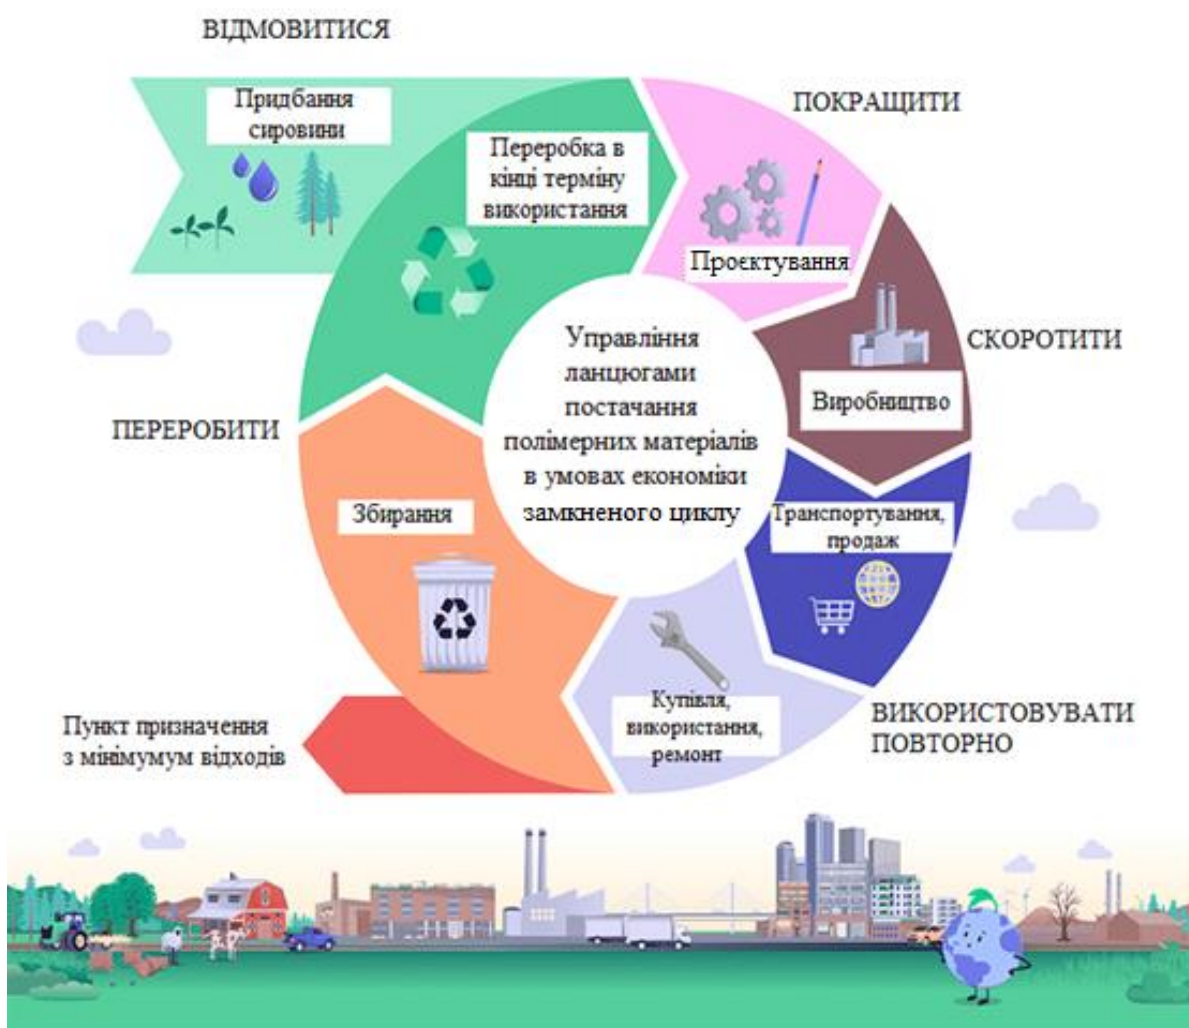 ВІДМОВИТИСЯ
Придбання
сировини
Переробка в
кінці терміну
використання
ПОКРАЩИТИ
Проєктування
СКОРОТИТИ
Виробництво
Управління
ланцюгами
постачання
полімерних матеріалів
в умовах економіки
замкненого циклу
ПЕРЕРОБИТИ
Збирання
Транспортування,
продаж
Купівля,
використання,
ремонт
ВИКОРИСТОВУВАТИ
ПОВТОРНО
Пункт призначення
з мінімумум відходів